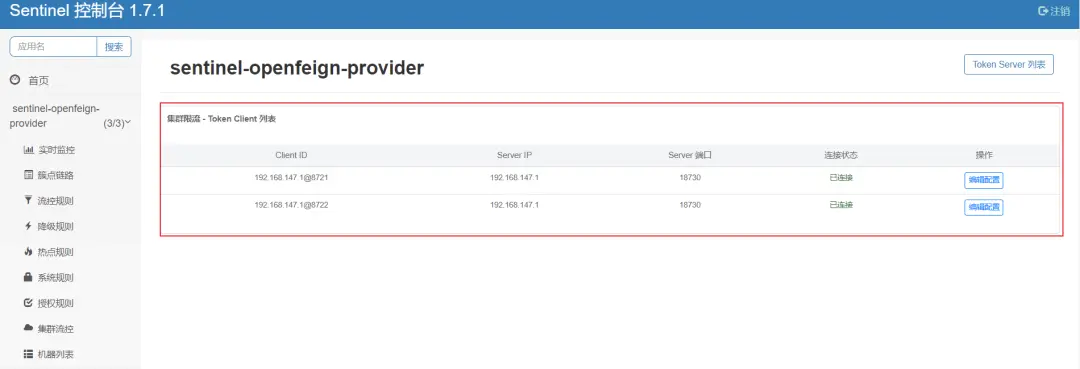 Sentinel 控制台 1.7.1
注销
应用名 搜索
首页
sentinel-openfeign-
provider (3/3)
实时监控
簇点链路
流控规则
降级规则
热点规则
系统规则
授权规则
集群流控
机器列表
sentinel-openfeign-provider
Token Server 列表
集群限流 - Token Client 列表
Client ID Server IP Server 端口 连接状态 操作
192.168.147.1@8721 192.168.147.1 18730 已连接 编辑配置
192.168.147.1@8722 192.168.147.1 18730 已连接 编辑配置